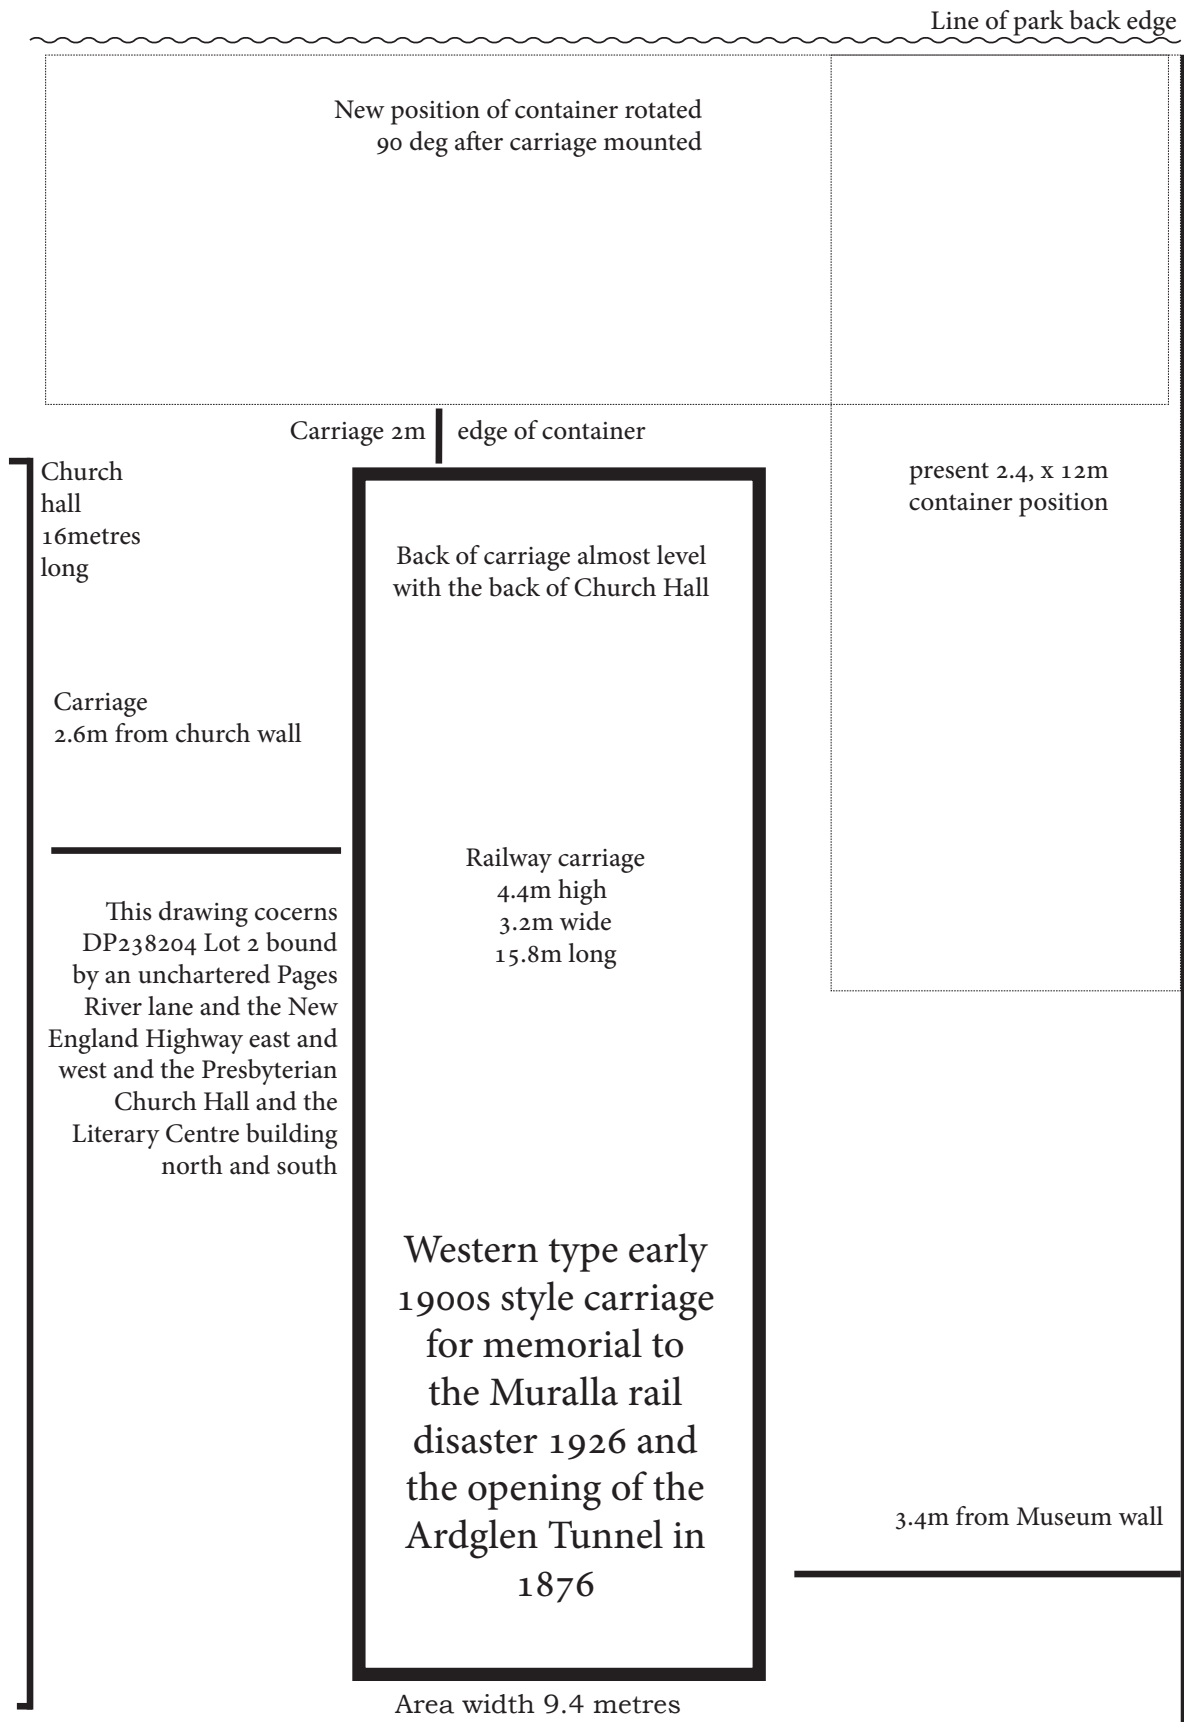 Line of park back edge
New position of container rotated
90 deg after carriage mounted
Carriage 2m
edge of container
Church
hall
16metres
long
present 2.4, x 12m
container position
Back of carriage almost level
with the back of Church Hall
Carriage
2.6m from church wall
Railway carriage
4.4m high
3.2m wide
15.8m long
This drawing cocerns
DP238204 Lot 2 bound
by an unchartered Pages
River lane and the New
England Highway east and
west and the Presbyterian
Church Hall and the
Literary Centre building
north and south
Western type early
1900s style carriage
for memorial to
the Muralla rail
disaster 1926 and
the opening of the
Ardglen Tunnel in
1876
3.4m from Museum wall
Area width 9.4 metres